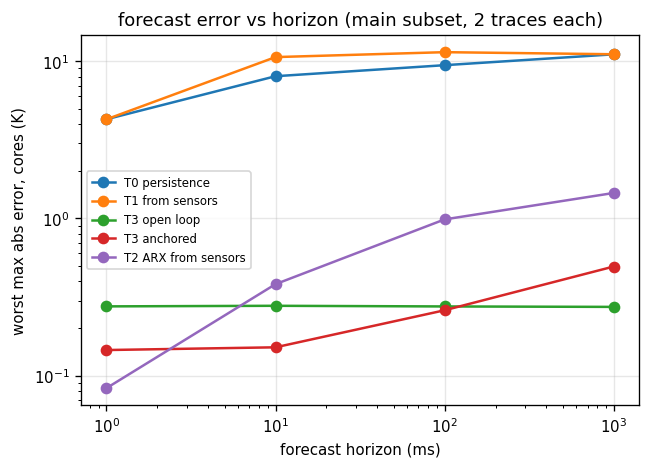 forecast error vs horizon (main subset, 2 traces each)
worst max abs error, cores (K)
10¹
10⁰
10⁻¹
T0 persistence
T1 from sensors
T3 open loop
T3 anchored
T2 ARX from sensors
10⁰ 10¹ 10² 10³
forecast horizon (ms)